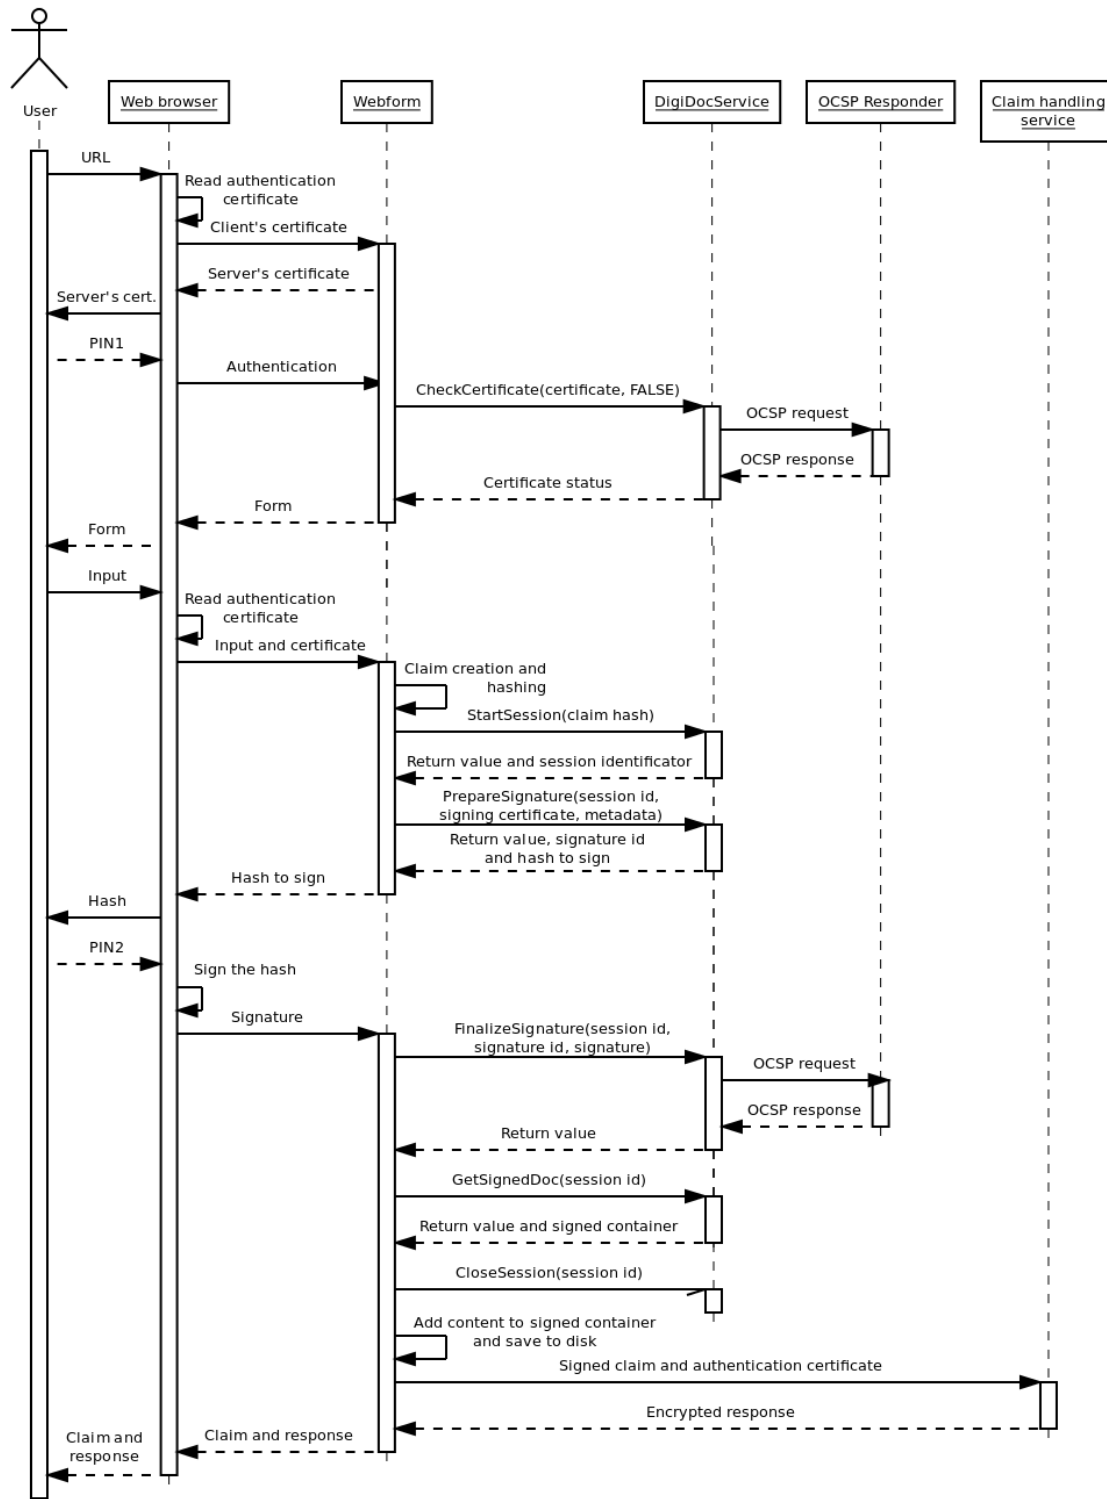 User
Web browser
Webform
DigiDocService
OCSP Responder
Claim handling
service
URL
Read authentication
certificate
Client's certificate
Server's certificate
Server's cert.
PIN1
Authentication
CheckCertificate(certificate, FALSE)
OCSP request
OCSP response
Certificate status
Form
Form
Input
Read authentication
certificate
Input and certificate
Claim creation and
hashing
StartSession(claim hash)
Return value and session identificator
PrepareSignature(session id,
signing certificate, metadata)
Return value, signature id
and hash to sign
Hash to sign
Hash
PIN2
Sign the hash
Signature
FinalizeSignature(session id,
signature id, signature)
OCSP request
OCSP response
Return value
GetSignedDoc(session id)
Return value and signed container
CloseSession(session id)
Add content to signed container
and save to disk
Signed claim and authentication certificate
Encrypted response
Claim and response
Claim and
response